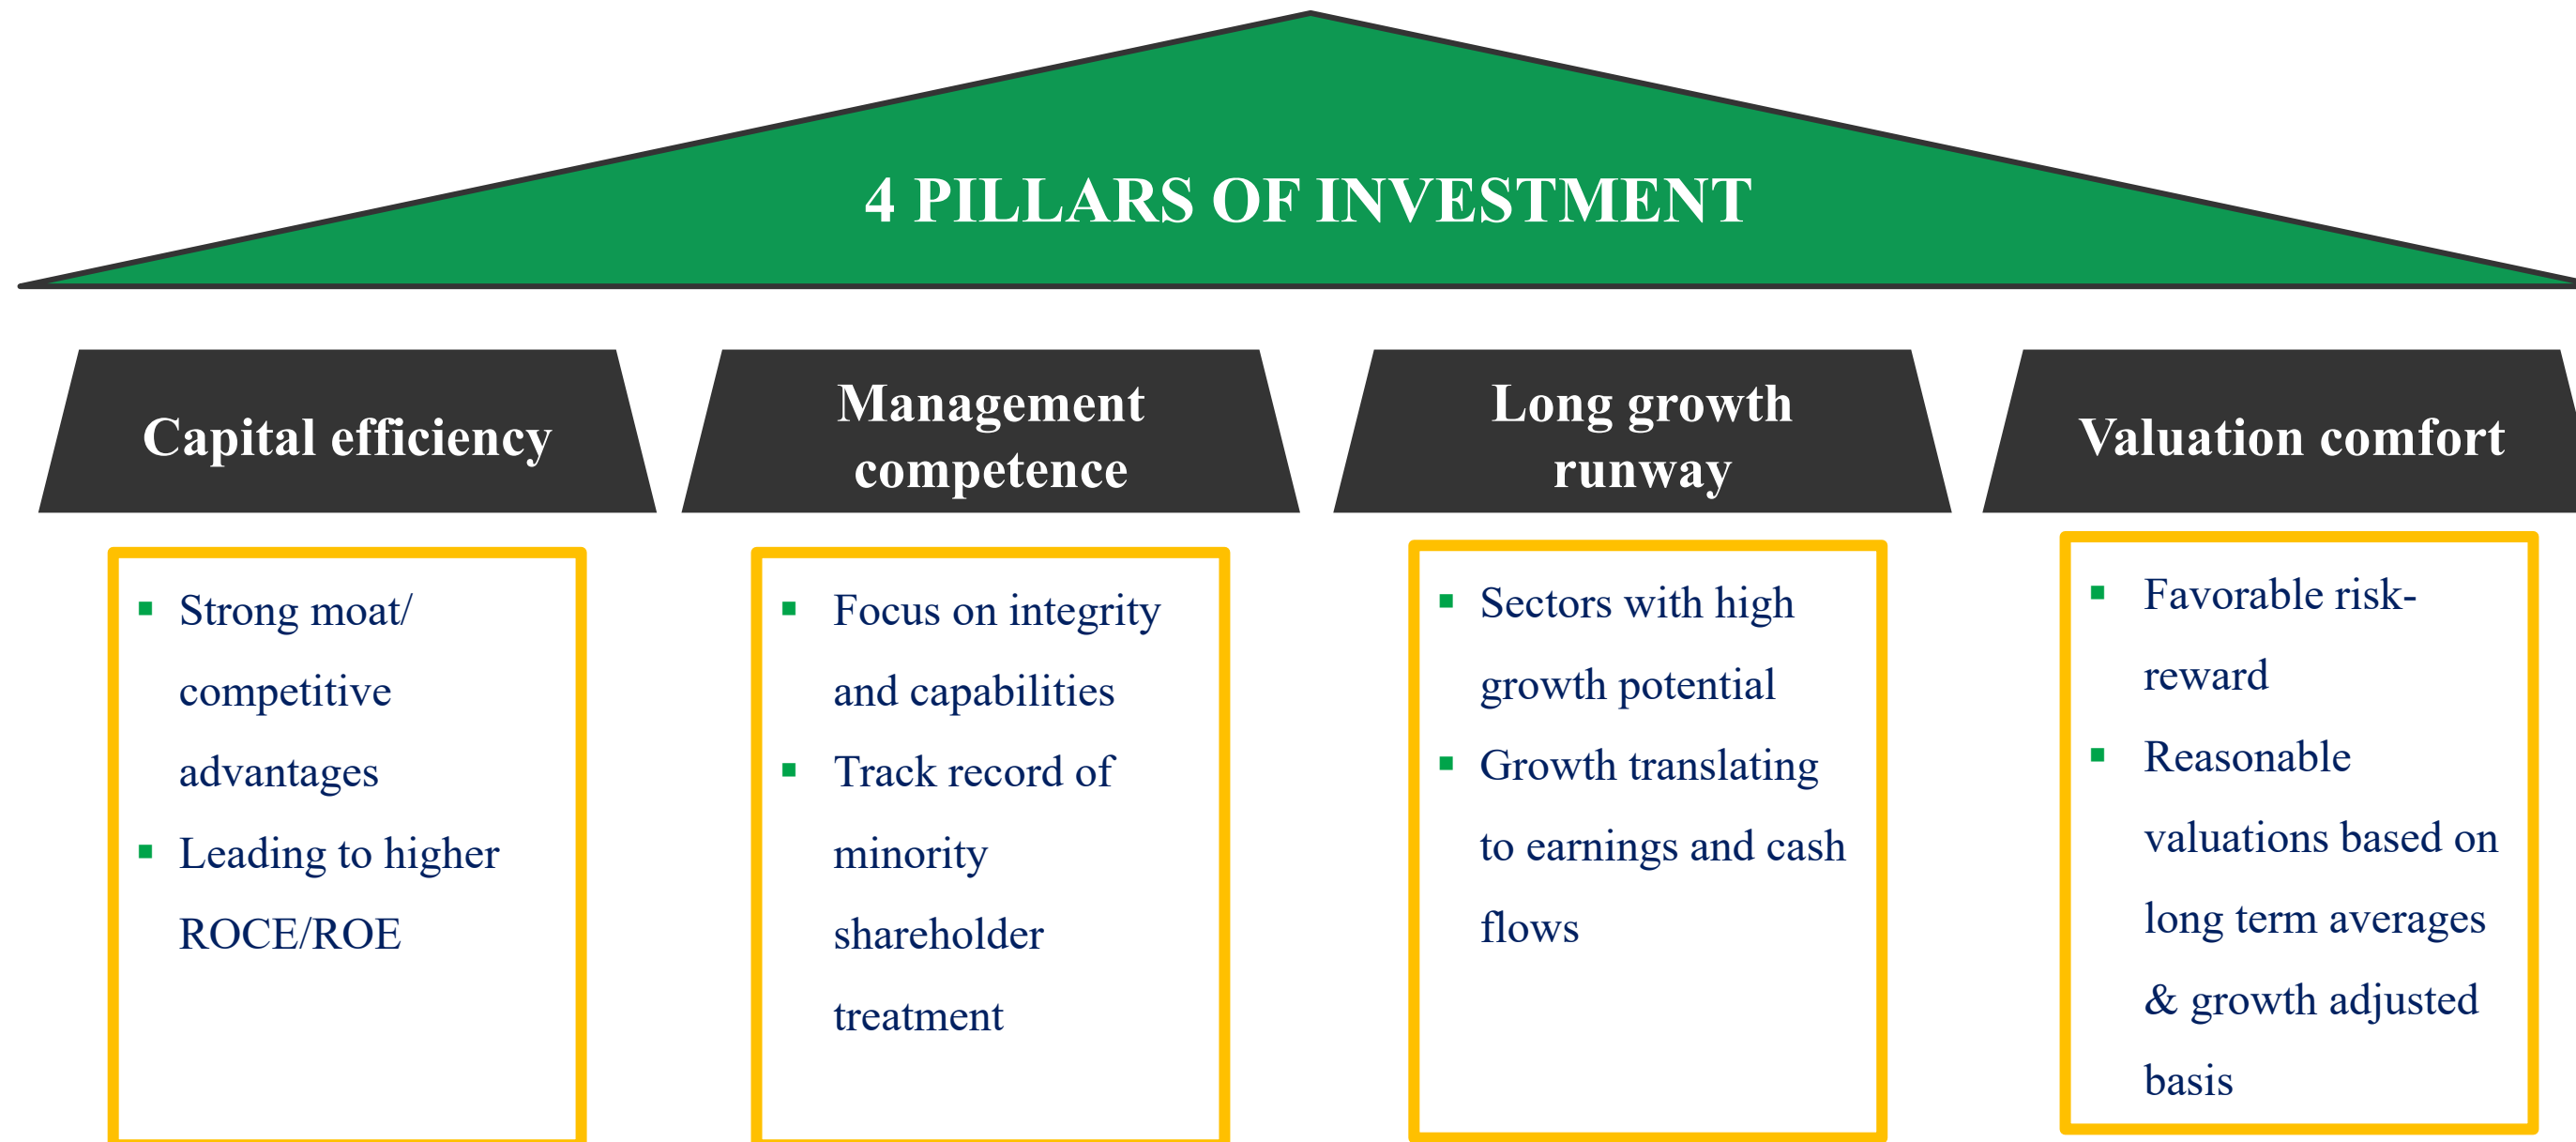 4 PILLARS OF INVESTMENT
Capital efficiency
Strong moat/
competitive
advantages
Leading to higher
ROCE/ROE
Management
competence
Focus on integrity
and capabilities
Track record of
minority
shareholder
treatment
Long growth
runway
Sectors with high
growth potential
Growth translating
to earnings and cash
flows
Valuation comfort
Favorable risk-
reward
Reasonable
valuations based on
long term averages
& growth adjusted
basis